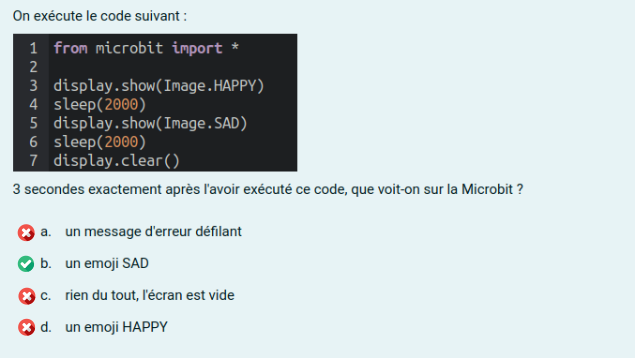 On exécute le code suivant :
1 from microbit import *
2
3 display.show(Image.HAPPY)
4 sleep(2000)
5 display.show(Image.SAD)
6 sleep(2000)
7 display.clear()
3 secondes exactement après l'avoir exécuté ce code, que voit-on sur la Microbit ?
a. un message d'erreur défilant
b. un emoji SAD
c. rien du tout, l'écran est vide
d. un emoji HAPPY